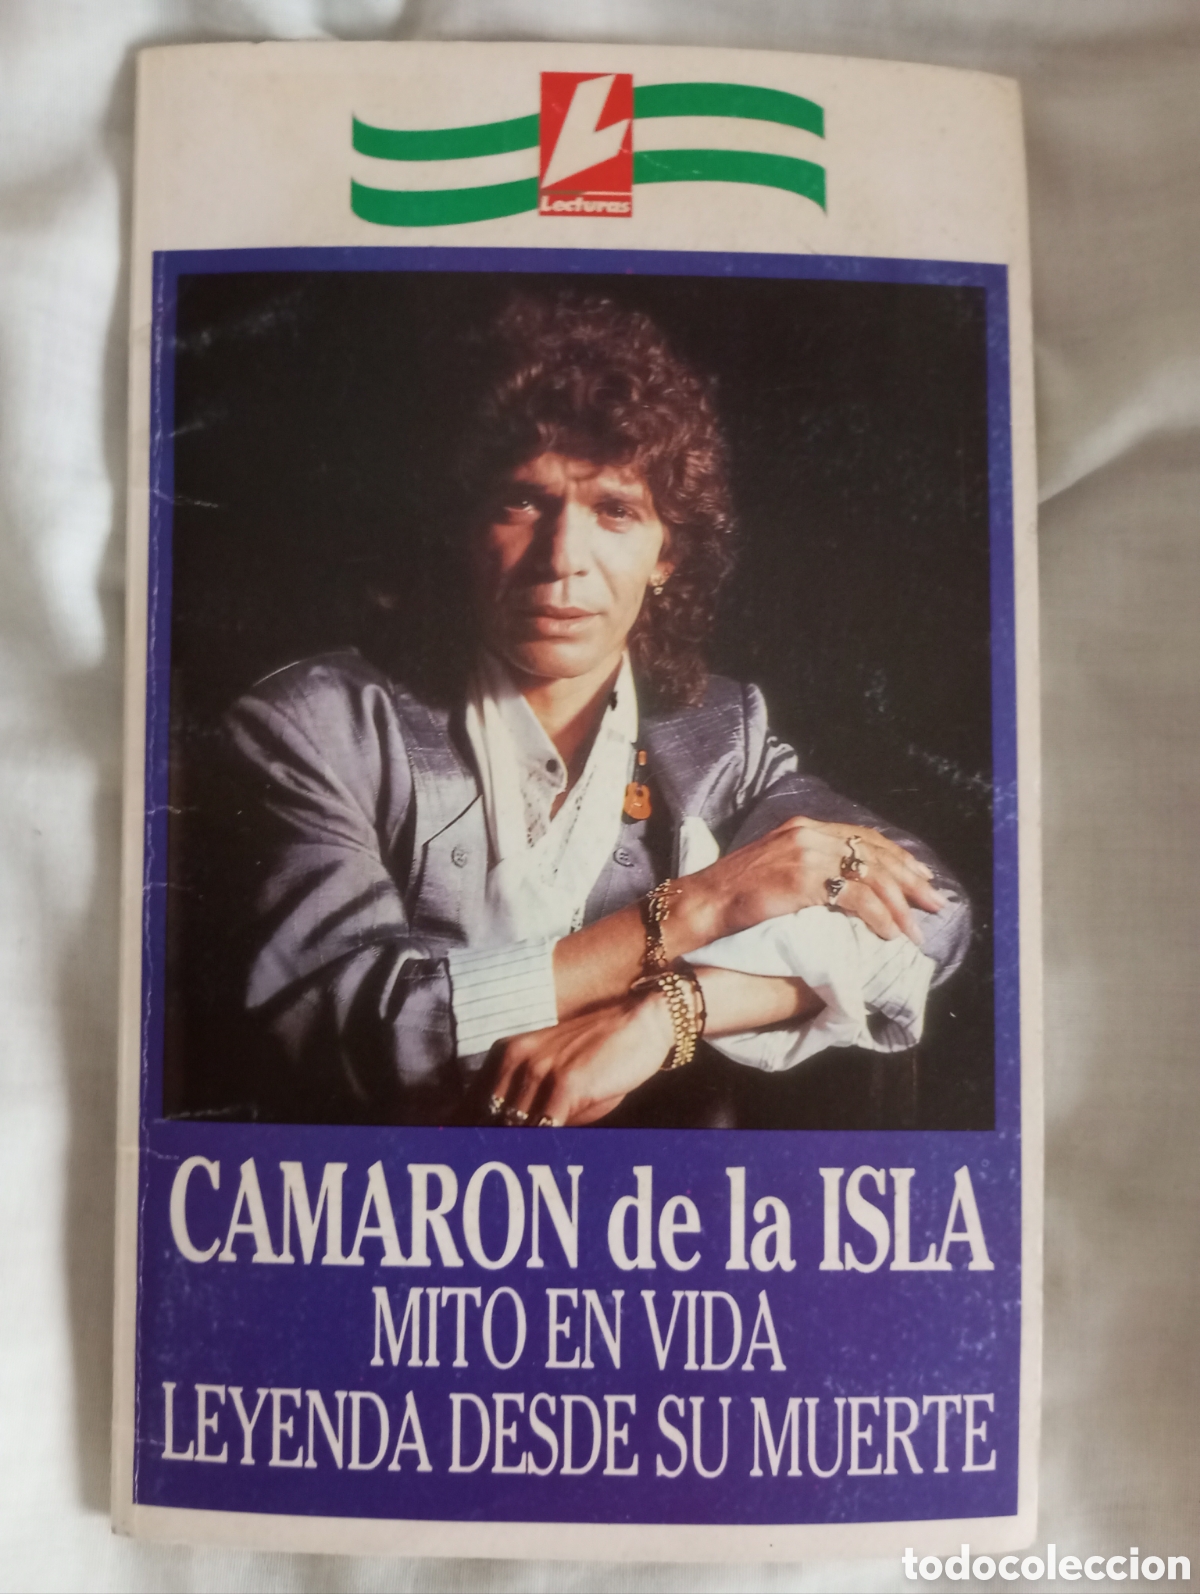 Lecturas
CAMARON de la ISLA
MITO EN VIDA
LEYENDA DESDE SU MUERTE
todocoleccion